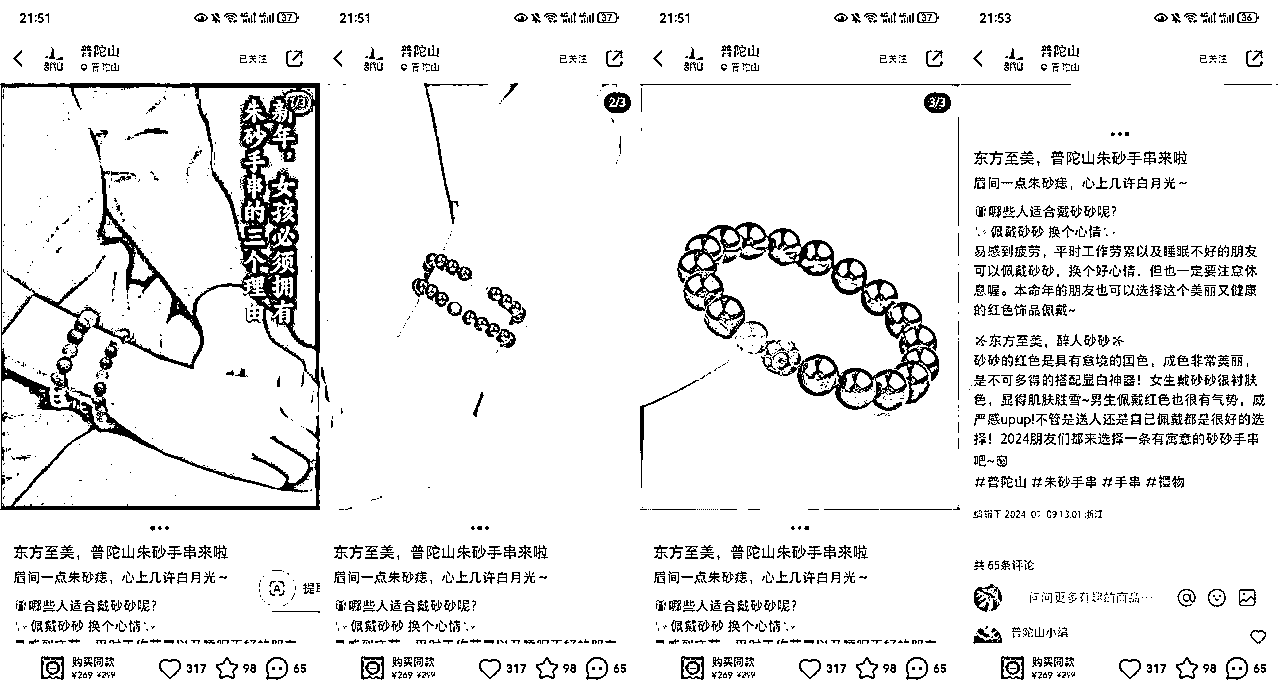 21:51
37
普陀山
普陀山
已关注
1/3
新年，女孩必须拥有
朱砂手串的三个理由
东方至美，普陀山朱砂手串来啦
眉间一点朱砂痣，心上几许白月光~
哪些人适合戴砂砂呢？
佩戴砂砂 换个心情
购买同款
¥269 ¥299
317
98
65
21:51
37
普陀山
普陀山
已关注
2/3
东方至美，普陀山朱砂手串来啦
眉间一点朱砂痣，心上几许白月光~
哪些人适合戴砂砂呢？
佩戴砂砂 换个心情
购买同款
¥269 ¥299
317
98
65
21:51
37
普陀山
普陀山
已关注
3/3
东方至美，普陀山朱砂手串来啦
眉间一点朱砂痣，心上几许白月光~
哪些人适合戴砂砂呢？
佩戴砂砂 换个心情
购买同款
¥269 ¥299
317
98
65
21:53
36
普陀山
普陀山
已关注
东方至美，普陀山朱砂手串来啦
眉间一点朱砂痣，心上几许白月光~
哪些人适合戴砂砂呢？
佩戴砂砂 换个心情
易感到疲劳，平时工作劳累以及睡眠不好的朋友
可以佩戴砂砂，换个好心情，但也一定要注意休
息喔。本命年的朋友也可以选择这个美丽又健康
的红色饰品佩戴~
东方至美，醉人砂砂
砂砂的红色是具有意境的国色，成色非常美丽，
是不可多得的搭配显白神器！女生戴砂砂很衬肤
色，显得肌肤胜雪~男生佩戴红色也很有气势，威
严感upup!不管是送人还是自己佩戴都是很好的选
择！2024朋友们都来选择一条有寓意的砂砂手串
吧~
#普陀山 #朱砂手串 #手串 #礼物
共 65条评论
问问更多有趣的商品…
普陀山小编
购买同款
¥269 ¥299
317
98
65